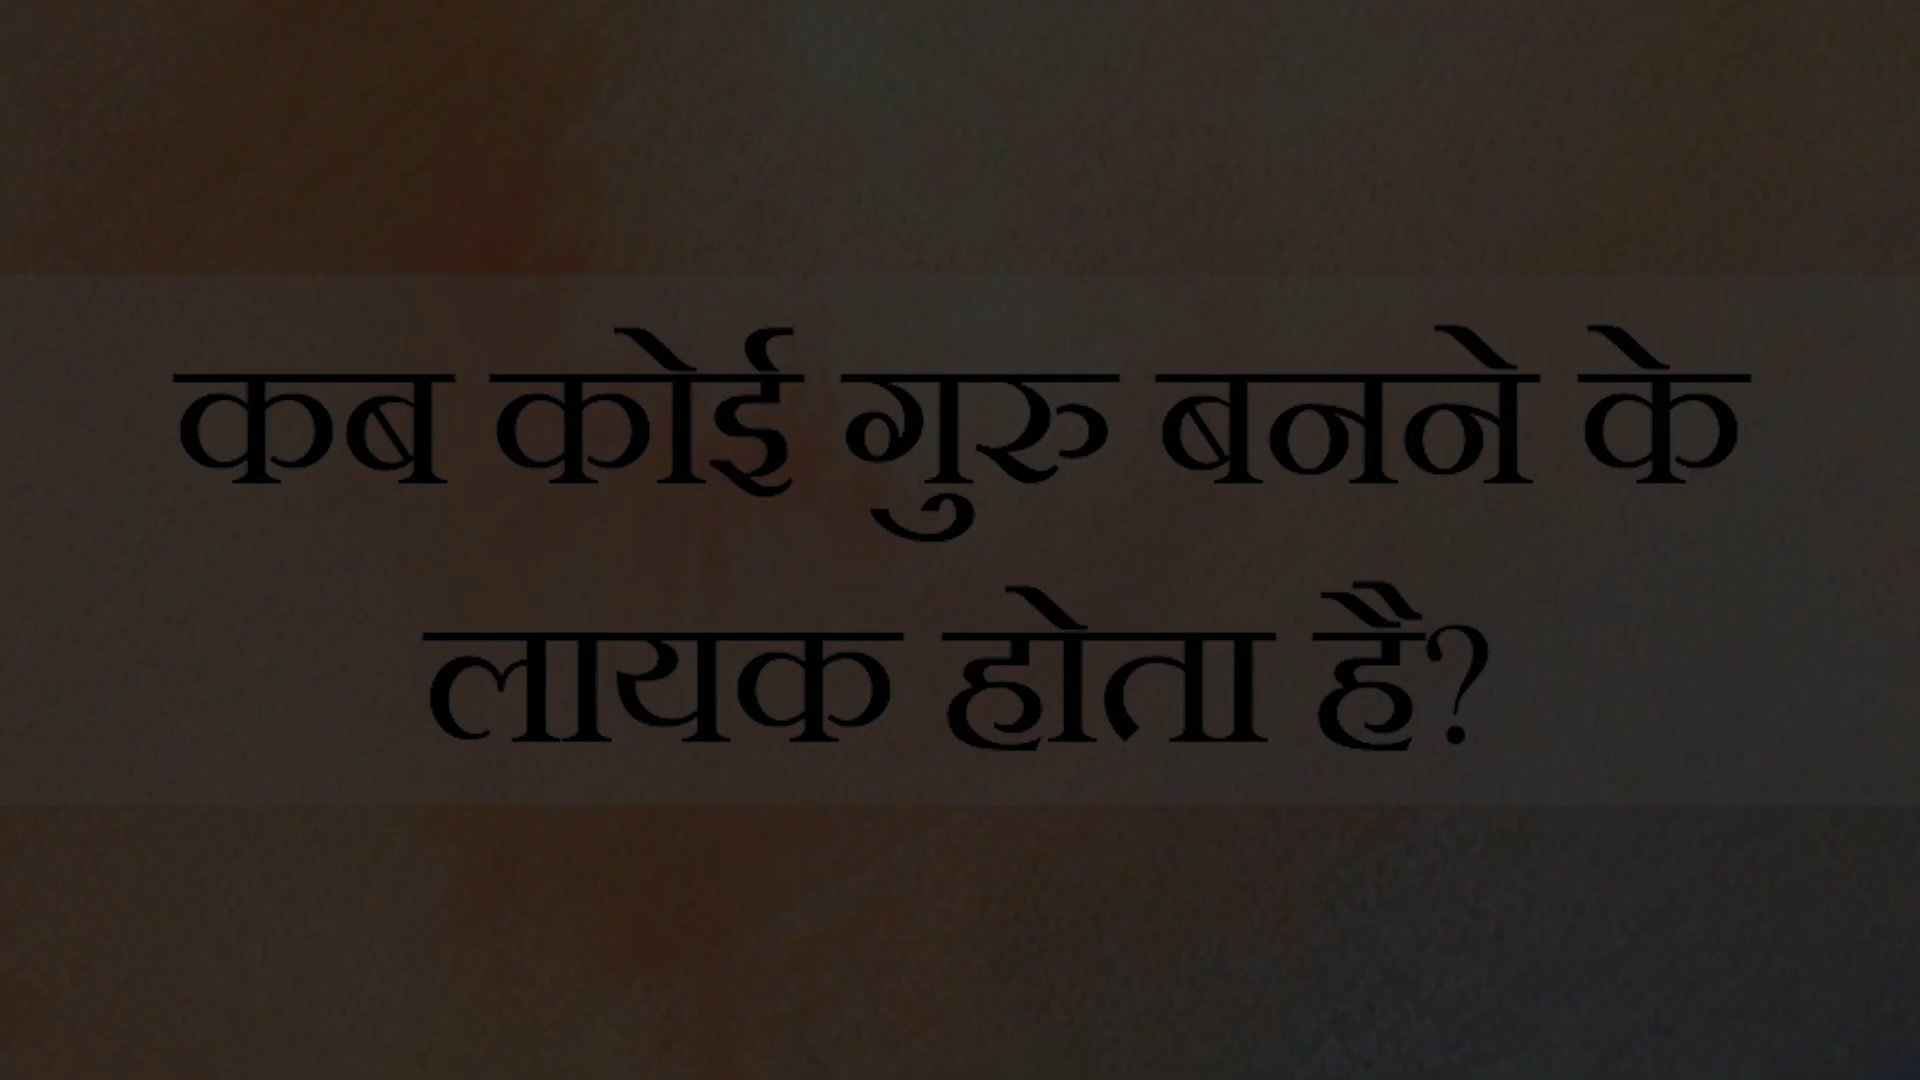 कब कोई गुरु बनने के
लायक होता है?